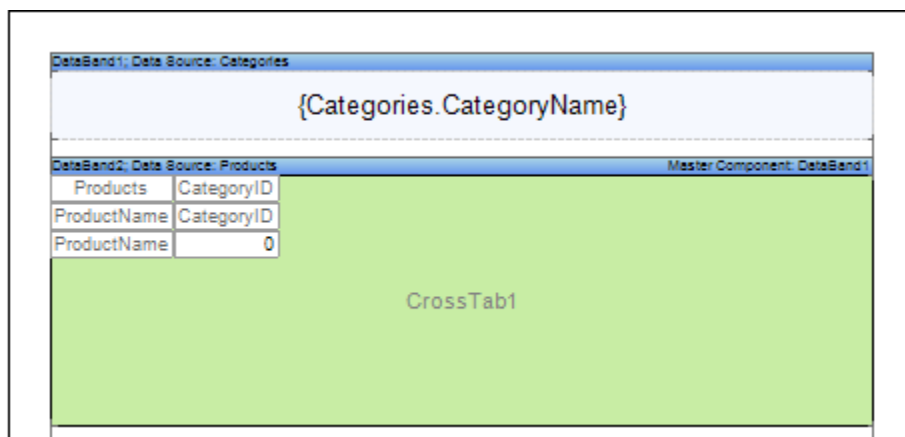 DataBand1; Data Source: Categories
{Categories.CategoryName}
DataBand2; Data Source: Products Master Component: DataBand1
Products CategoryID
ProductName CategoryID
ProductName 0
CrossTab1